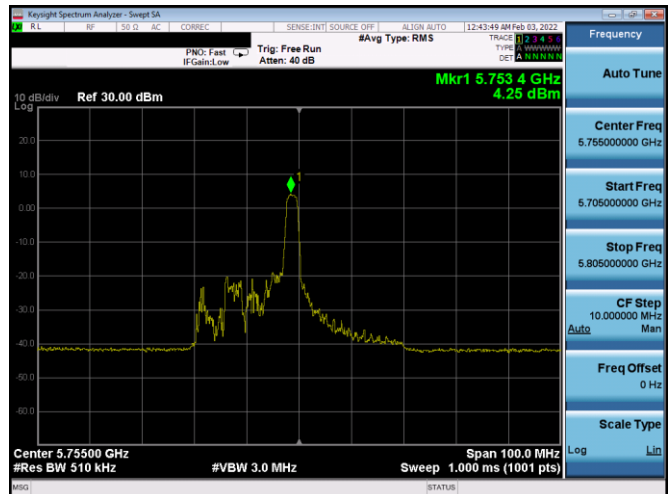 Keysight Spectrum Analyzer - Swept SA
RL RF 50 Ω AC CORREC SENSE:INT SOURCE OFF ALIGN AUTO 12:43:49 AM Feb 03, 2022
#Avg Type: RMS
TRACE 1 2 3 4 5 6
TYPE A WWWWW
DET A N N N N N
PNO: Fast
IFGain:Low
Trig: Free Run
Atten: 40 dB
Mkr1 5.753 4 GHz
4.25 dBm
10 dB/div Ref 30.00 dBm
Log
20.0
10.0
1
0.00
-10.0
-20.0
-30.0
-40.0
-50.0
-60.0
Center 5.75500 GHz Span 100.0 MHz
#Res BW 510 kHz #VBW 3.0 MHz Sweep 1.000 ms (1001 pts)
MSG STATUS
Frequency
Auto Tune
Center Freq
5.755000000 GHz
Start Freq
5.705000000 GHz
Stop Freq
5.805000000 GHz
CF Step
10.000000 MHz
Auto Man
Freq Offset
0 Hz
Scale Type
Log Lin